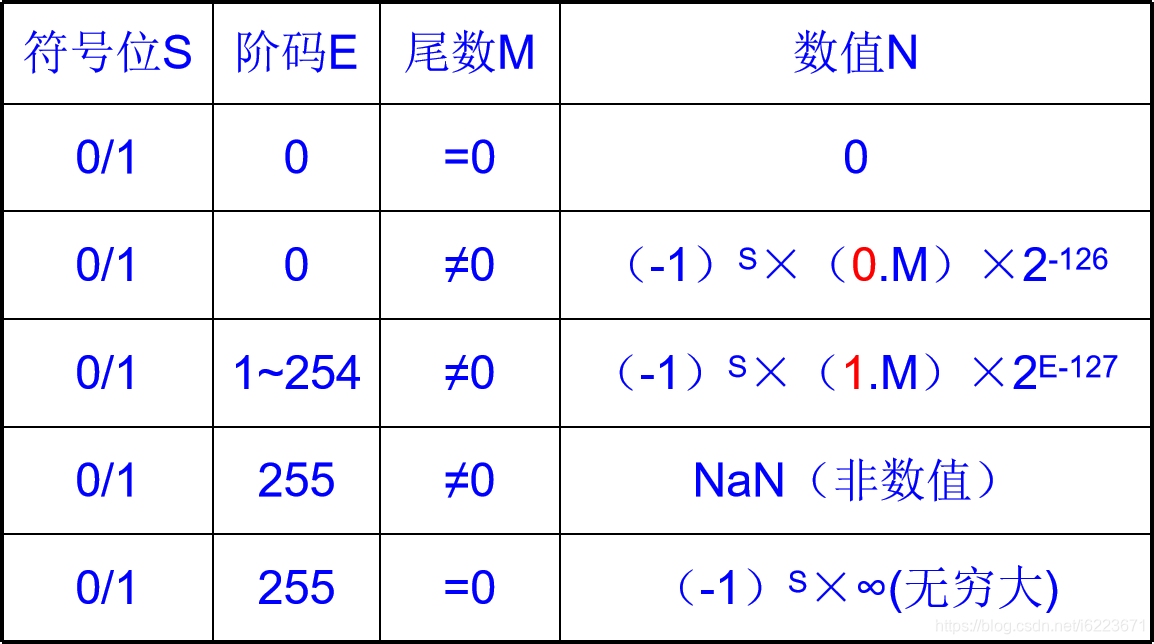 符号位S 阶码E 尾数M 数值N
0/1 0 =0 0
0/1 0 ≠0 （-1）S×（0.M）×2-126
0/1 1~254 ≠0 （-1）S×（1.M）×2E-127
0/1 255 ≠0 NaN（非数值）
0/1 255 =0 （-1）S×∞(无穷大)
https://blog.csdn.net/i6223671